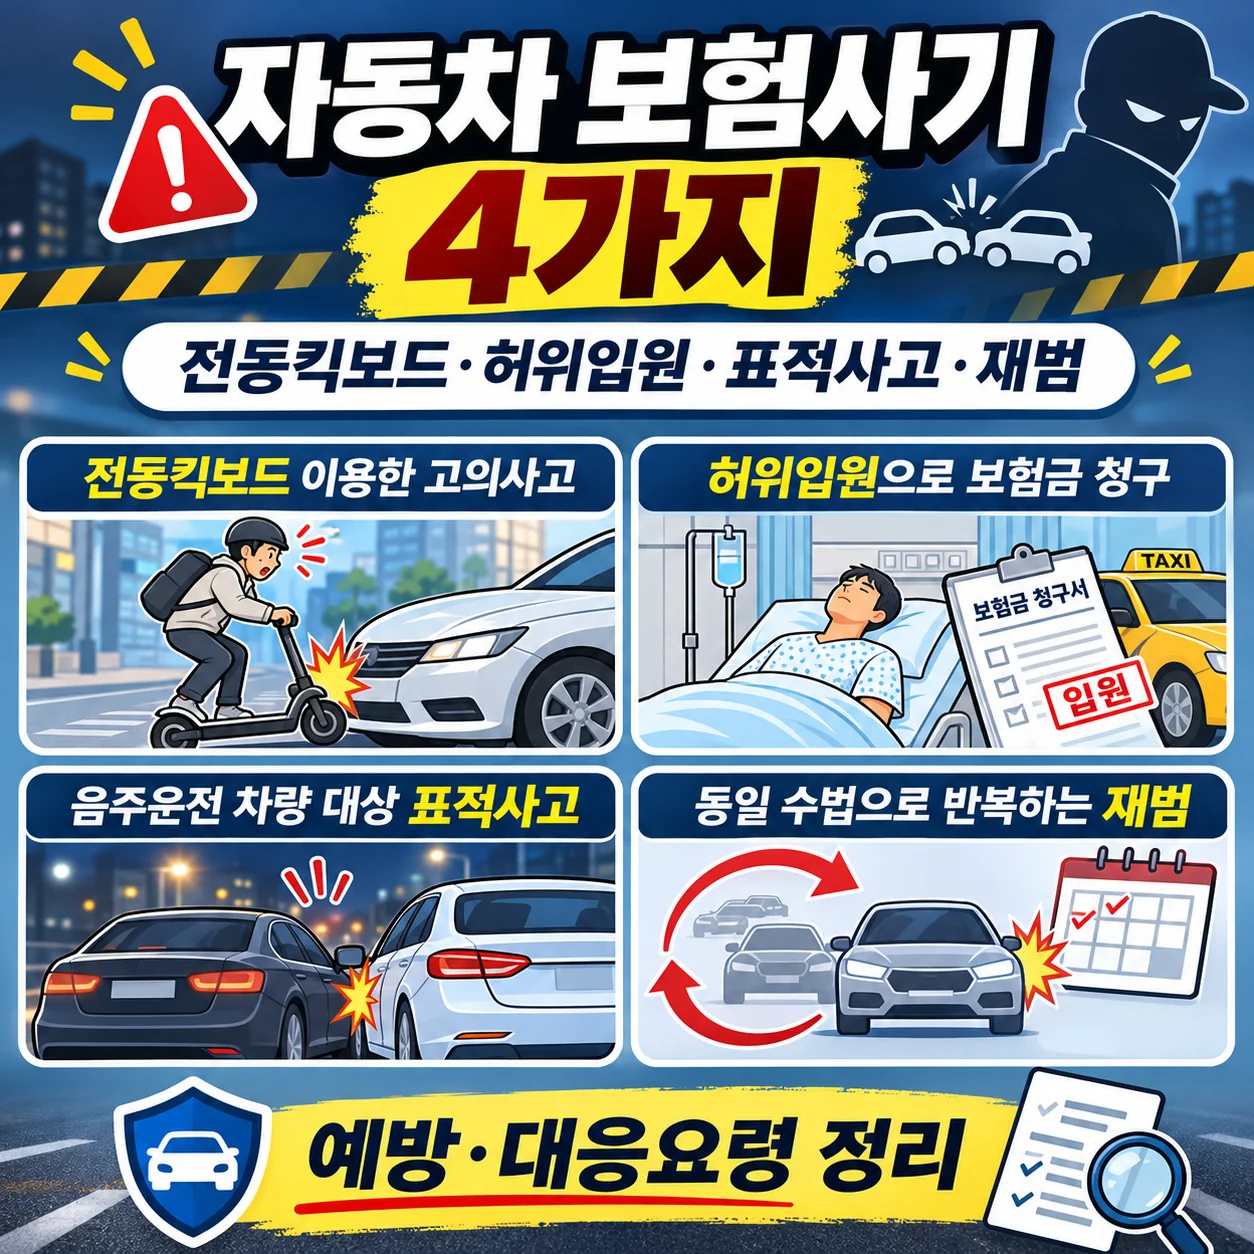 자동차 보험사기
4가지
전동킥보드·허위입원·표적사고·재범
전동킥보드 이용한 고의사고
허위입원으로 보험금 청구
보험금 청구서
입원
TAXI
음주운전 차량 대상 표적사고
동일 수법으로 반복하는 재범
예방·대응요령 정리